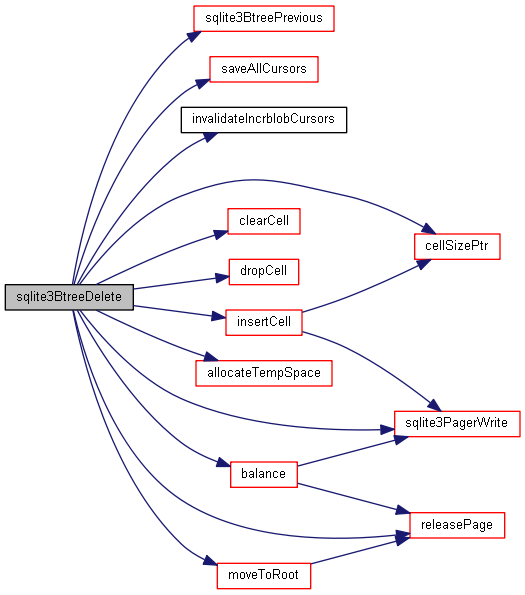 sqlite3BtreePrevious
saveAllCursors
invalidateIncrblobCursors
clearCell
cellSizePtr
dropCell
sqlite3BtreeDelete
insertCell
allocateTempSpace
sqlite3PagerWrite
balance
releasePage
moveToRoot